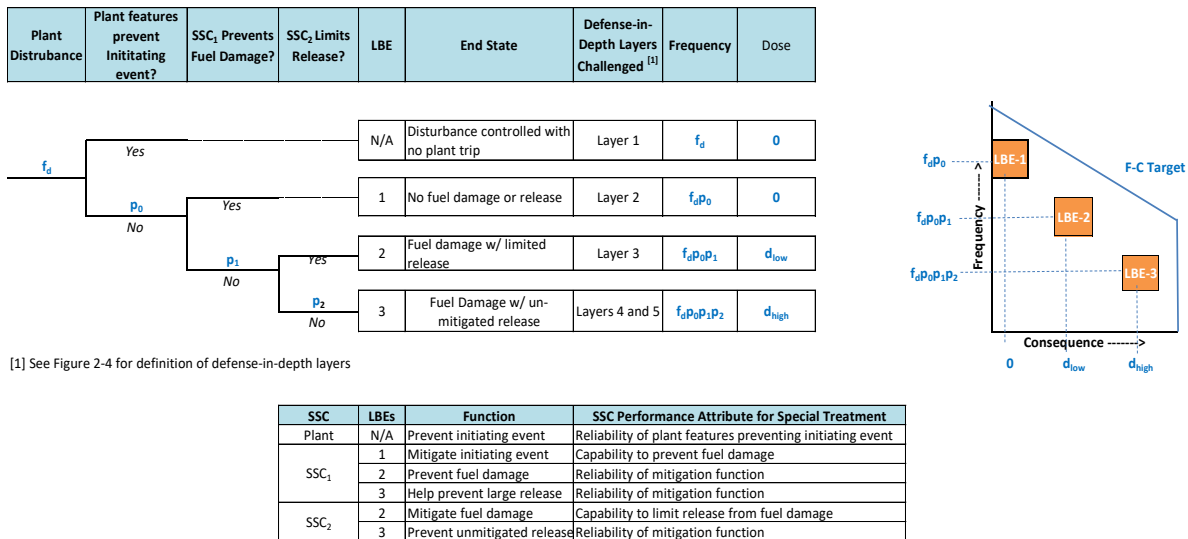 Plant Distrubance
Plant features prevent Inititating event?
SSC1 Prevents Fuel Damage?
SSC2 Limits Release?
LBE
End State
Defense-in-Depth Layers Challenged [1]
Frequency
Dose
fd
Yes
N/A
Disturbance controlled with no plant trip
Layer 1
fd
0
p0
No
Yes
1
No fuel damage or release
Layer 2
fdp0
0
p1
No
Yes
2
Fuel damage w/ limited release
Layer 3
fdp0p1
dlow
p2
No
3
Fuel Damage w/ un-mitigated release
Layers 4 and 5
fdp0p1p2
dhigh
[1] See Figure 2-4 for definition of defense-in-depth layers
Frequency ------>
fdp0
fdp0p1
fdp0p1p2
LBE-1
LBE-2
LBE-3
F-C Target
Consequence ------->
0
dlow
dhigh
SSC LBEs Function SSC Performance Attribute for Special Treatment
Plant N/A Prevent initiating event Reliability of plant features preventing initiating event
SSC1 1 Mitigate initiating event Capability to prevent fuel damage
2 Prevent fuel damage Reliability of mitigation function
3 Help prevent large release Reliability of mitigation function
SSC2 2 Mitigate fuel damage Capability to limit release from fuel damage
3 Prevent unmitigated release Reliability of mitigation function